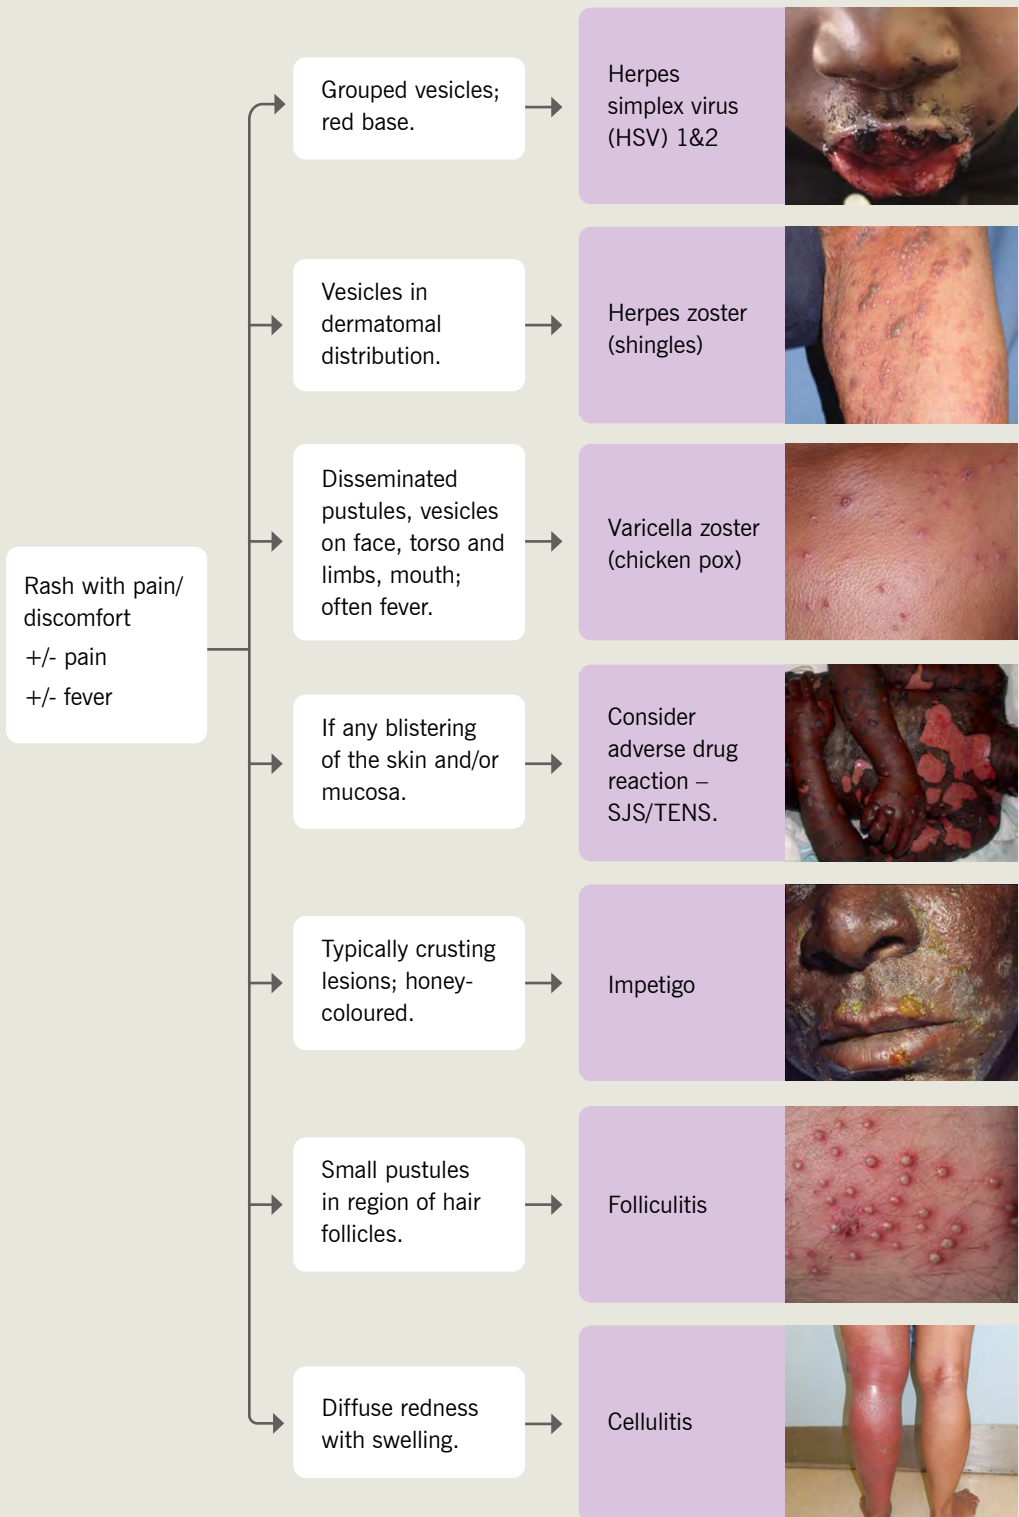 Rash with pain/
discomfort
+/- pain
+/- fever
Grouped vesicles;
red base.
Herpes
simplex virus
(HSV) 1&2
Vesicles in
dermatomal
distribution.
Herpes zoster
(shingles)
Disseminated
pustules, vesicles
on face, torso and
limbs, mouth;
often fever.
Varicella zoster
(chicken pox)
If any blistering
of the skin and/or
mucosa.
Consider
adverse drug
reaction –
SJS/TENS.
Typically crusting
lesions; honey-
coloured.
Impetigo
Small pustules
in region of hair
follicles.
Folliculitis
Diffuse redness
with swelling.
Cellulitis